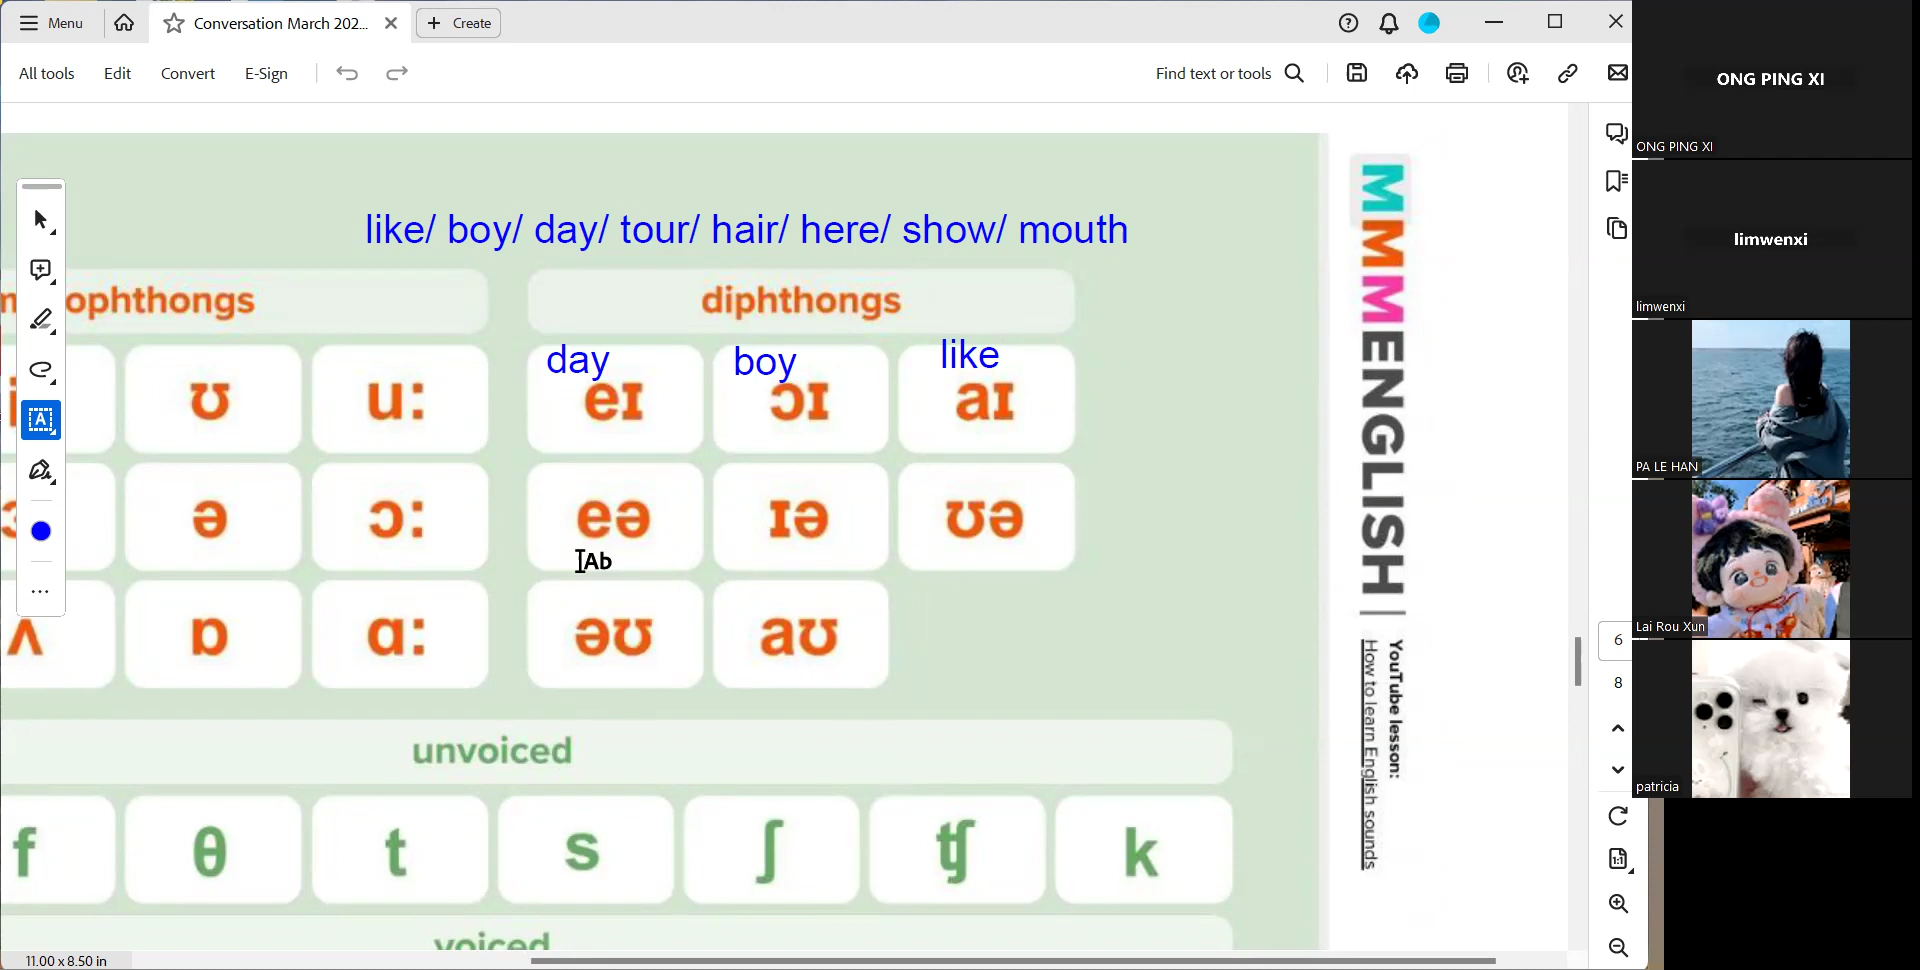 Menu
Conversation March 202...
Create
All tools
Edit
Convert
E-Sign
Find text or tools
like/ boy/ day/ tour/ hair/ here/ show/ mouth
ophthongs
diphthongs
day
boy
like
ʊ
u:
eɪ
ɔɪ
aɪ
ə
ɔ:
eə
ɪə
ʊə
Ab
ʌ
ɒ
ɑ:
əʊ
aʊ
unvoiced
f
θ
t
s
ʃ
ʧ
k
voiced
MMMENGLISH
YouTube lesson:
How to learn English sounds
6
8
11.00 x 8.50 in
ONG PING XI
ONG PING XI
limwenxi
limwenxi
PA LE HAN
Lai Rou Xun
patricia